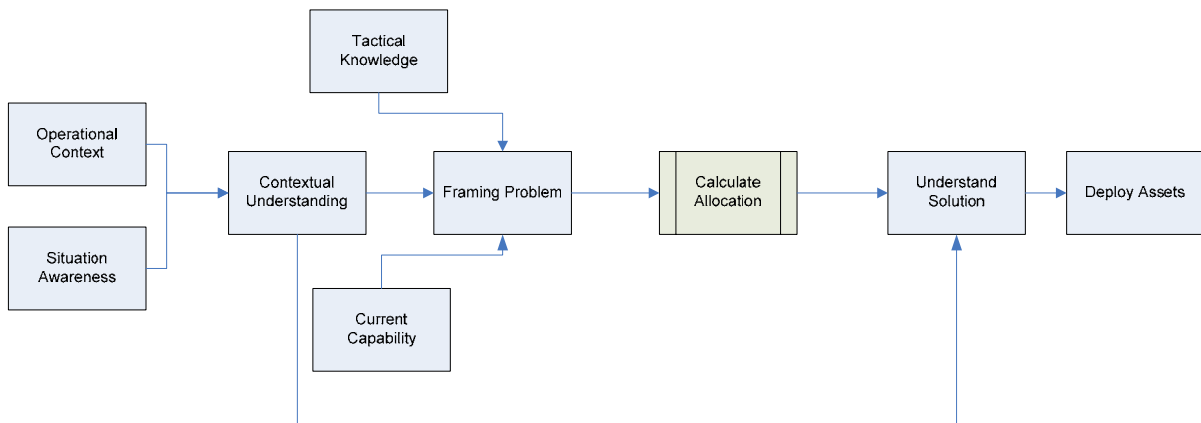 Tactical
Knowledge
Operational
Context
Contextual
Understanding
Framing Problem
Calculate
Allocation
Understand
Solution
Deploy Assets
Situation
Awareness
Current
Capability